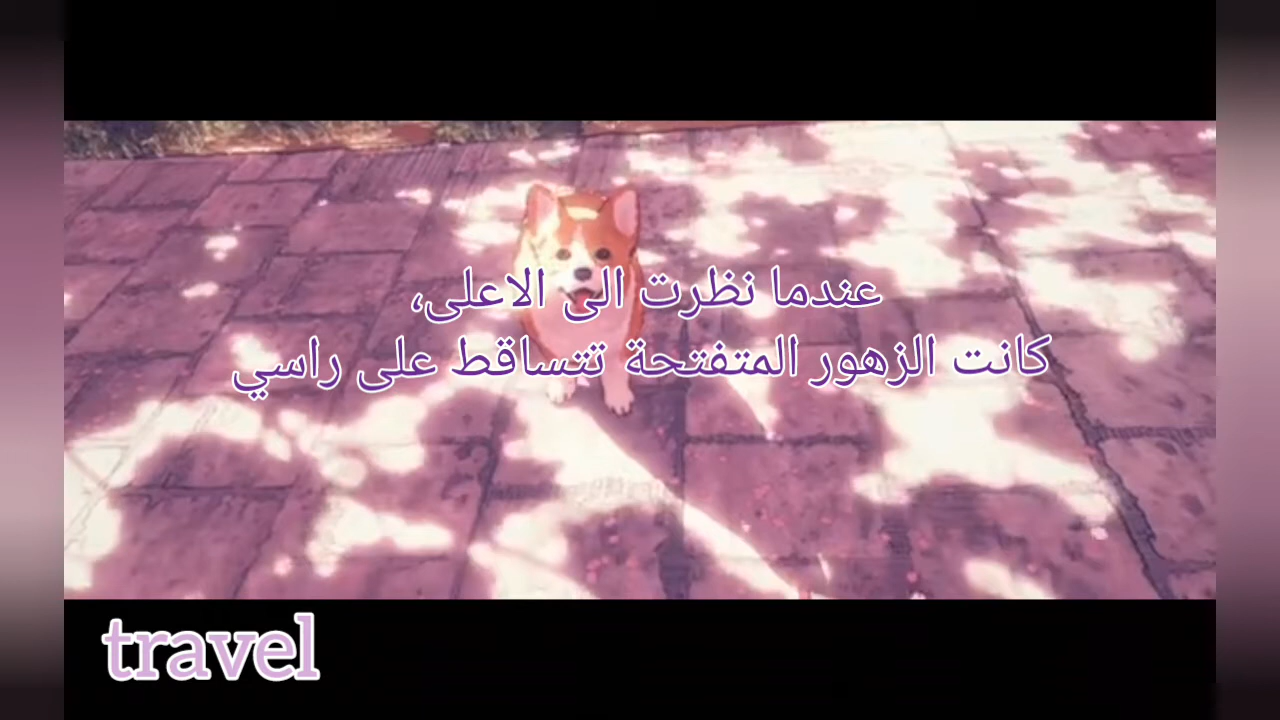 عندما نظرت الى الاعلى،
كانت الزهور المتفتحة تتساقط على راسي
travel